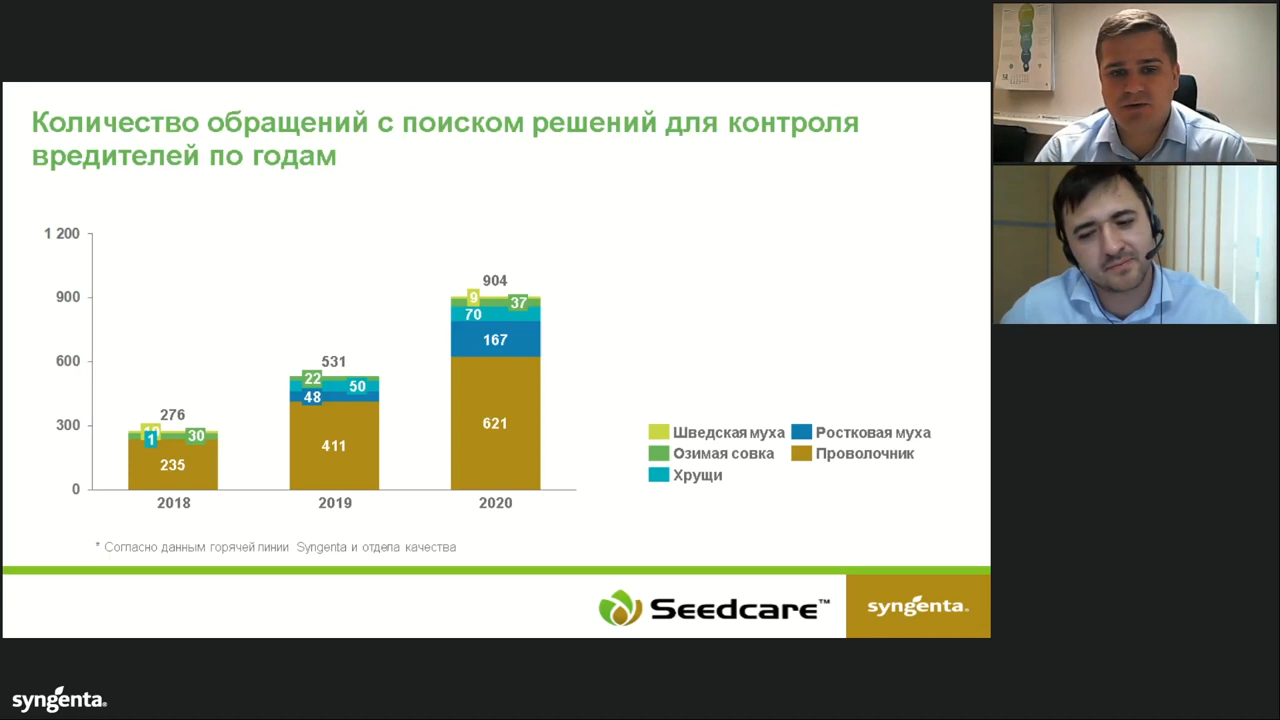 Количество обращений с поиском решений для контроля
вредителей по годам
1 200
900
600
300
0
276
1
30
235
2018
531
22
50
48
411
2019
904
9
37
70
167
621
2020
Шведская муха
Ростковая муха
Озимая совка
Проволочник
Хрущи
* Согласно данным горячей линии Syngenta и отдела качества
Seedcare™
syngenta®
syngenta®